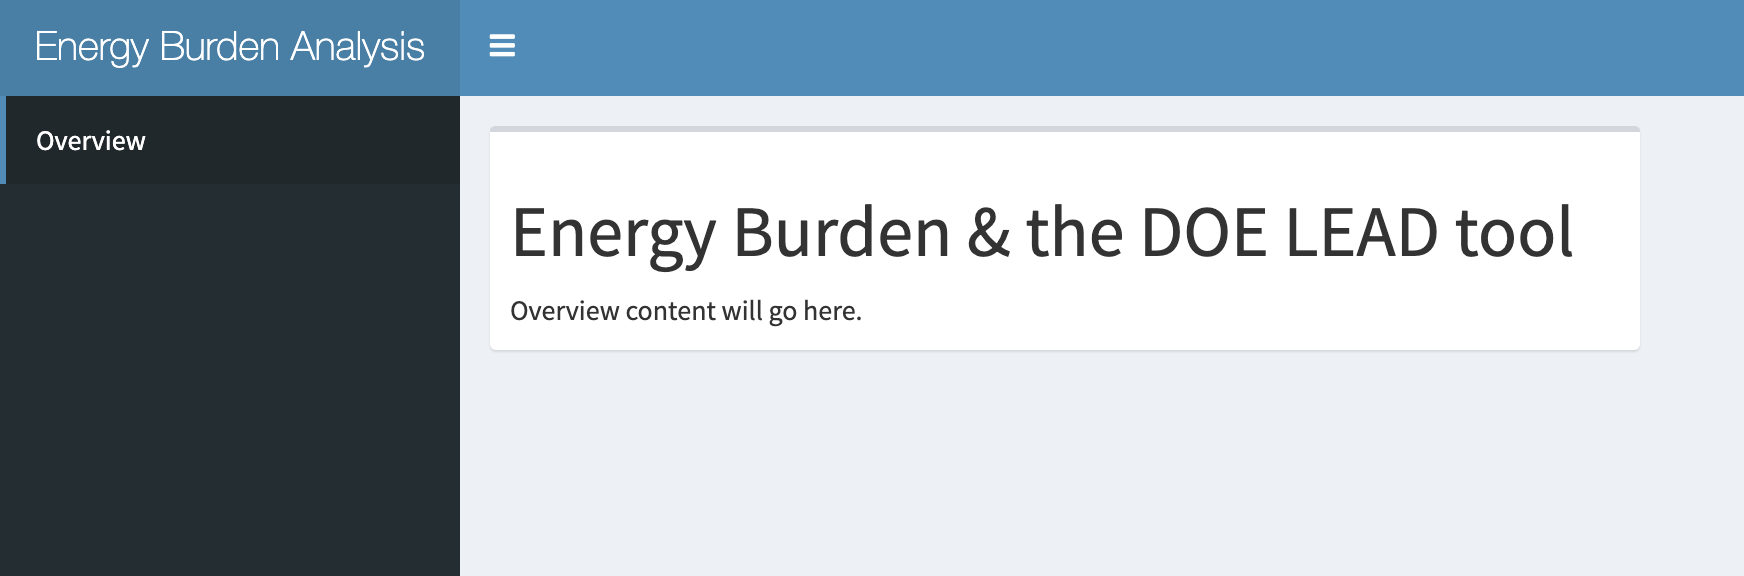 Energy Burden Analysis
Overview
Energy Burden & the DOE LEAD tool
Overview content will go here.